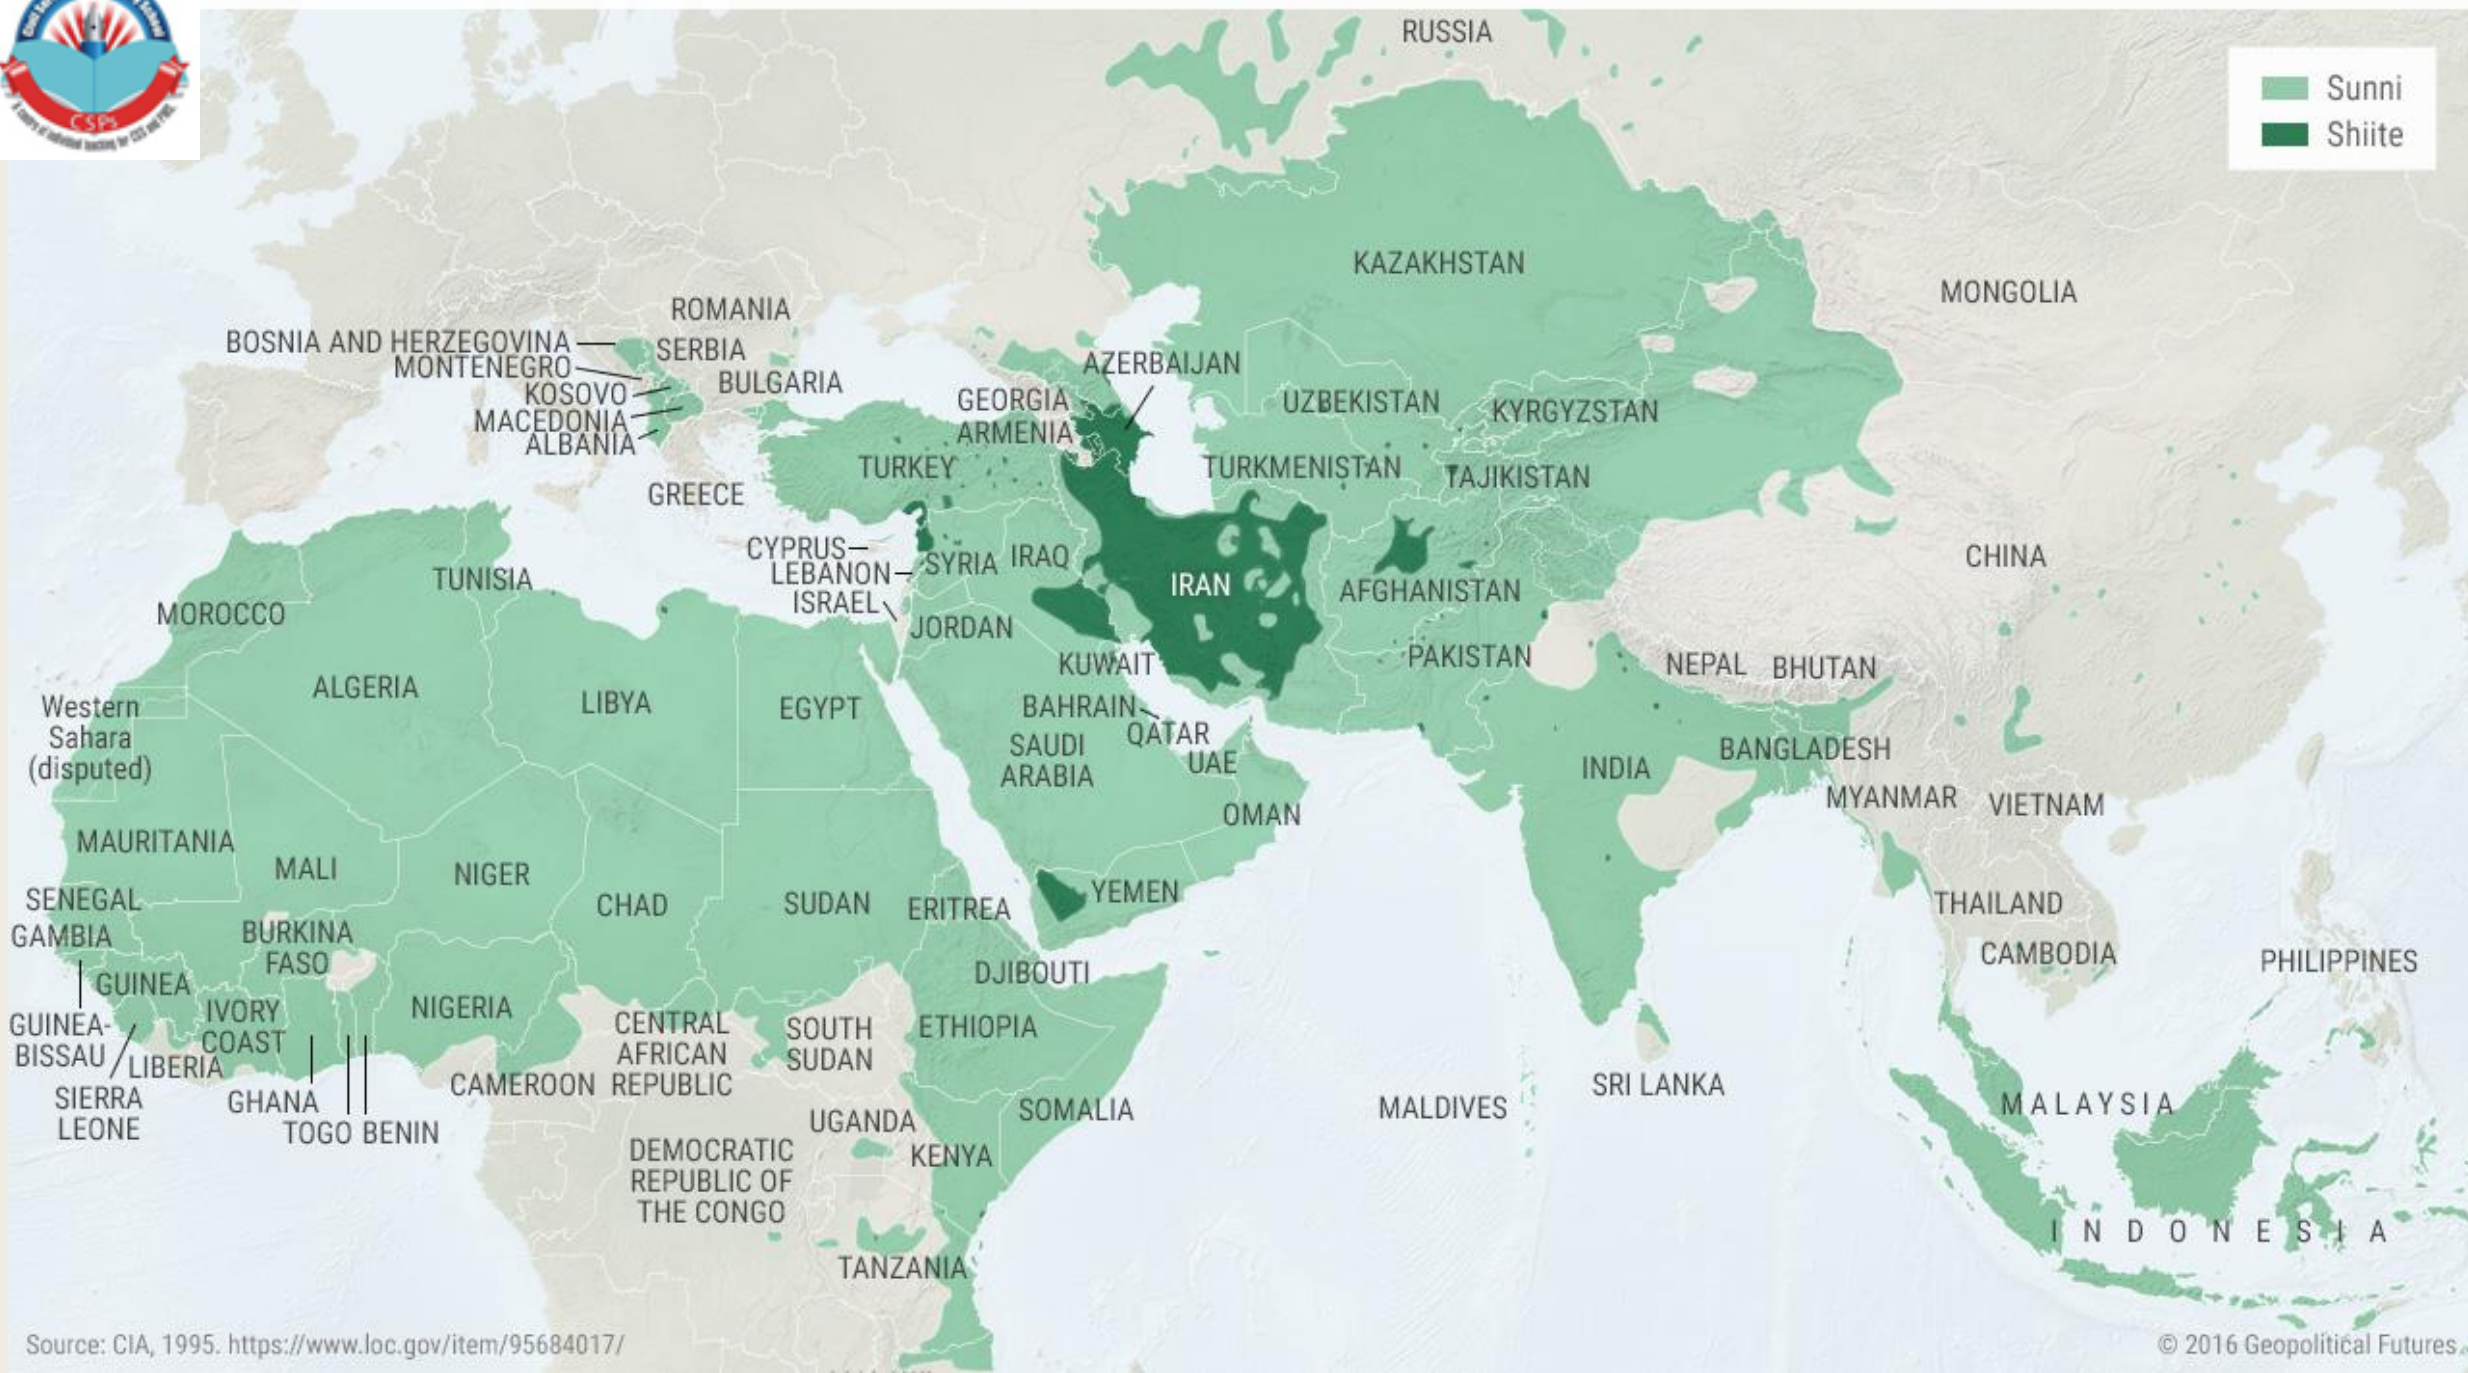 CSPs
RUSSIA
Sunni
Shiite
KAZAKHSTAN
MONGOLIA
ROMANIA
BOSNIA AND HERZEGOVINA
SERBIA
MONTENEGRO
BULGARIA
KOSOVO
MACEDONIA
ALBANIA
AZERBAIJAN
GEORGIA
ARMENIA
UZBEKISTAN
KYRGYZSTAN
TURKEY
TURKMENISTAN
TAJIKISTAN
GREECE
CYPRUS
LEBANON
SYRIA
IRAQ
ISRAEL
JORDAN
IRAN
AFGHANISTAN
CHINA
TUNISIA
MOROCCO
KUWAIT
PAKISTAN
NEPAL
BHUTAN
ALGERIA
LIBYA
EGYPT
Western
Sahara
(disputed)
BAHRAIN
QATAR
SAUDI
ARABIA
UAE
INDIA
BANGLADESH
OMAN
MYANMAR
VIETNAM
MAURITANIA
MALI
NIGER
CHAD
SUDAN
ERITREA
YEMEN
THAILAND
SENEGAL
GAMBIA
BURKINA
FASO
CAMBODIA
PHILIPPINES
DJIBOUTI
GUINEA
IVORY
COAST
NIGERIA
GUINEA-
BISSAU
LIBERIA
SIERRA
LEONE
GHANA
TOGO
BENIN
CAMEROON
CENTRAL
AFRICAN
REPUBLIC
SOUTH
SUDAN
ETHIOPIA
SOMALIA
MALDIVES
SRI LANKA
MALAYSIA
UGANDA
KENYA
DEMOCRATIC
REPUBLIC OF
THE CONGO
TANZANIA
INDONESIA
Source: CIA, 1995. https://www.loc.gov/item/95684017/
© 2016 Geopolitical Futures